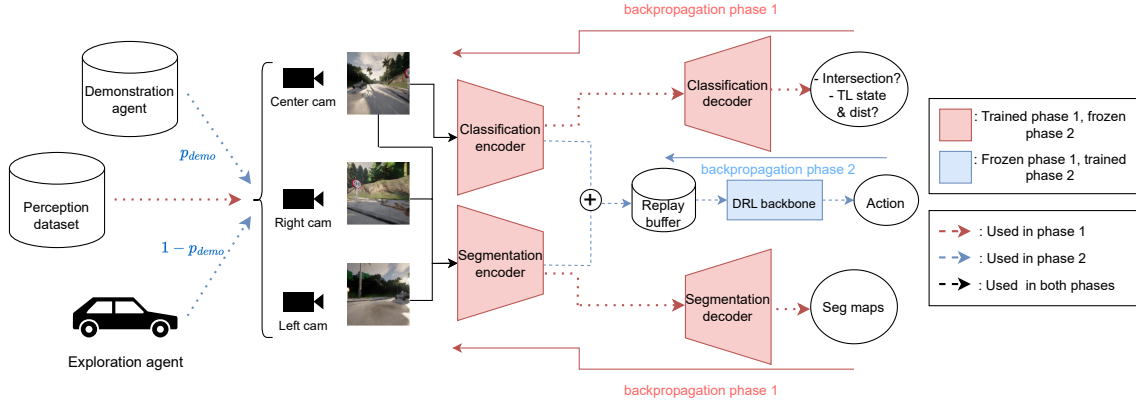 backpropagation phase 1
Demonstration
agent
p_demo
Perception
dataset
1 − p_demo
Exploration agent
Center cam
Right cam
Left cam
Classification
encoder
Segmentation
encoder
Classification
decoder
- Intersection?
- TL state
& dist?
backpropagation phase 2
+
Replay
buffer
DRL backbone
Action
Segmentation
decoder
Seg maps
backpropagation phase 1
: Trained phase 1, frozen
phase 2
: Frozen phase 1, trained
phase 2
: Used in phase 1
: Used in phase 2
: Used in both phases